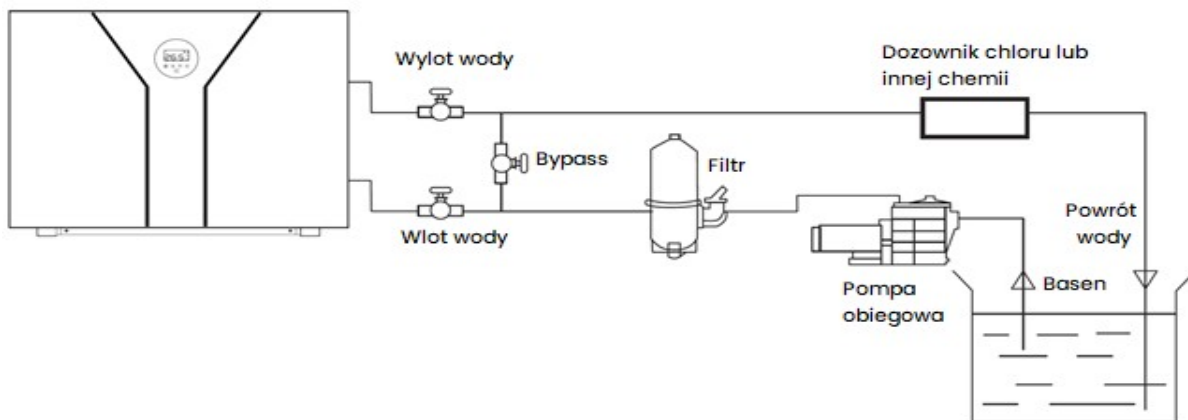 Wylot wody
Dozownik chloru lub
innej chemii
Bypass
Filtr
Wlot wody
Powrót
wody
Pompa
obiegowa
Basen